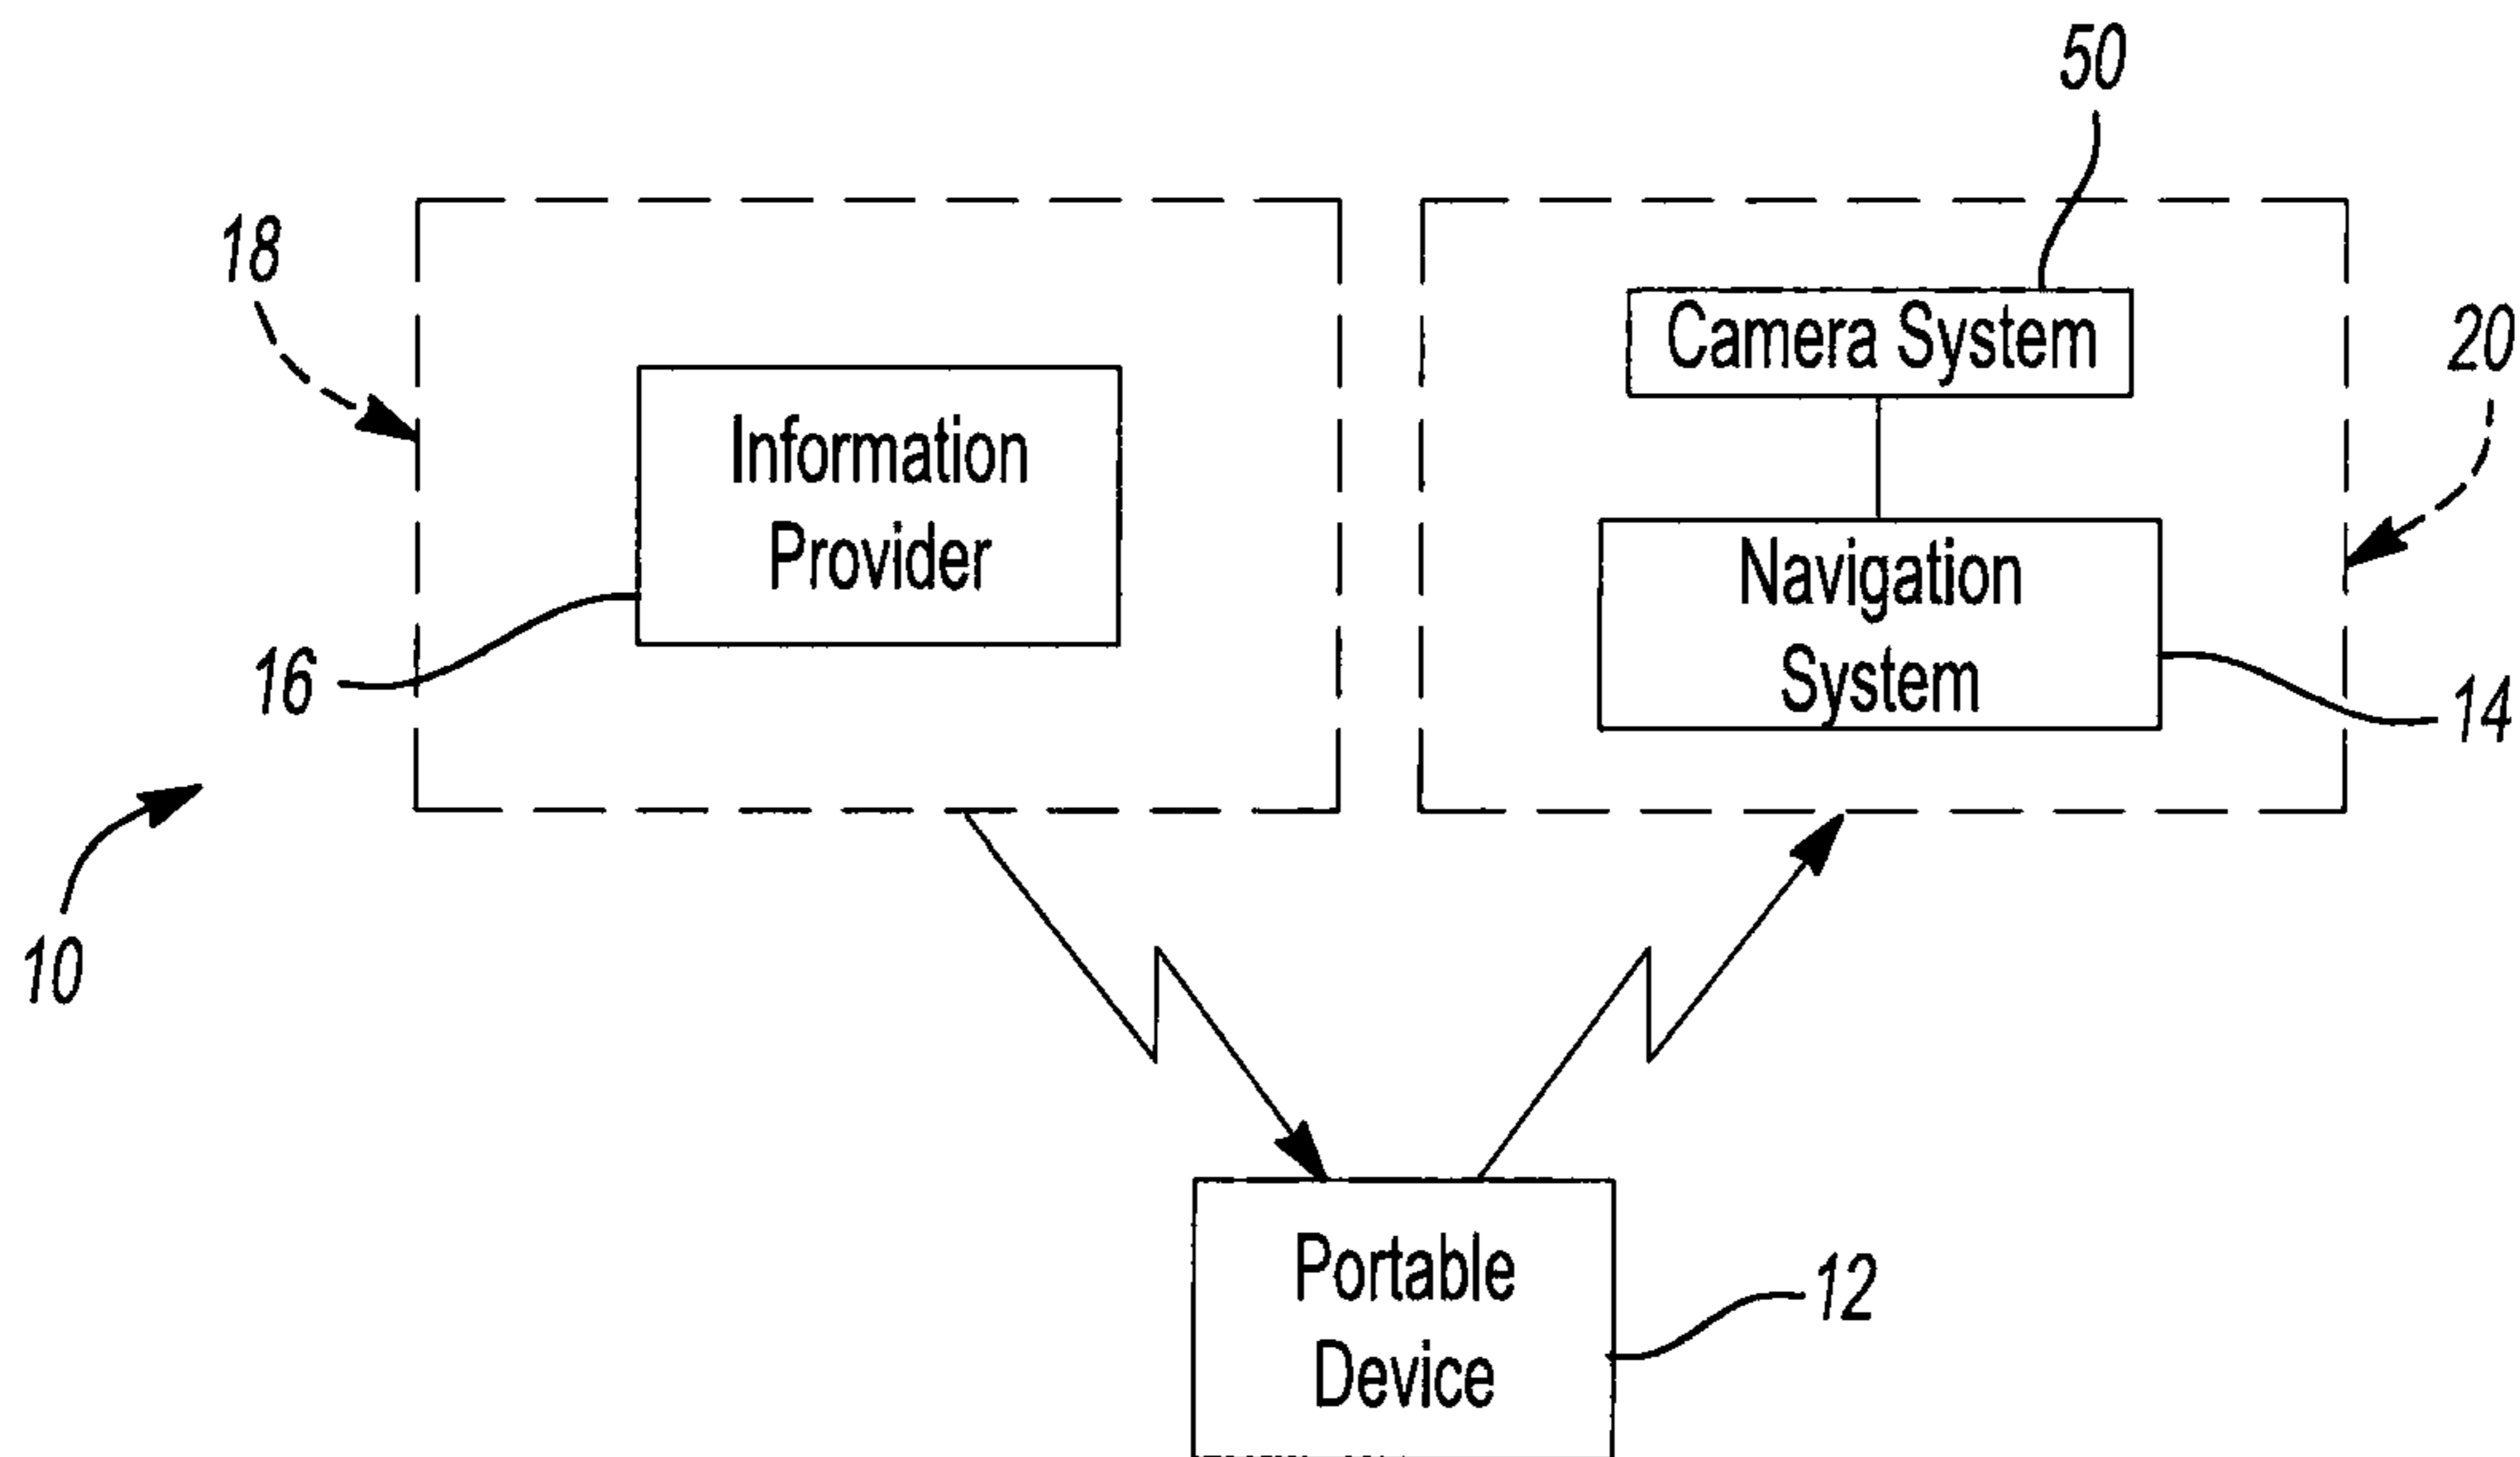 50
18
Camera System
20
Information
Provider
Navigation
System
16
14
10
Portable
Device
12